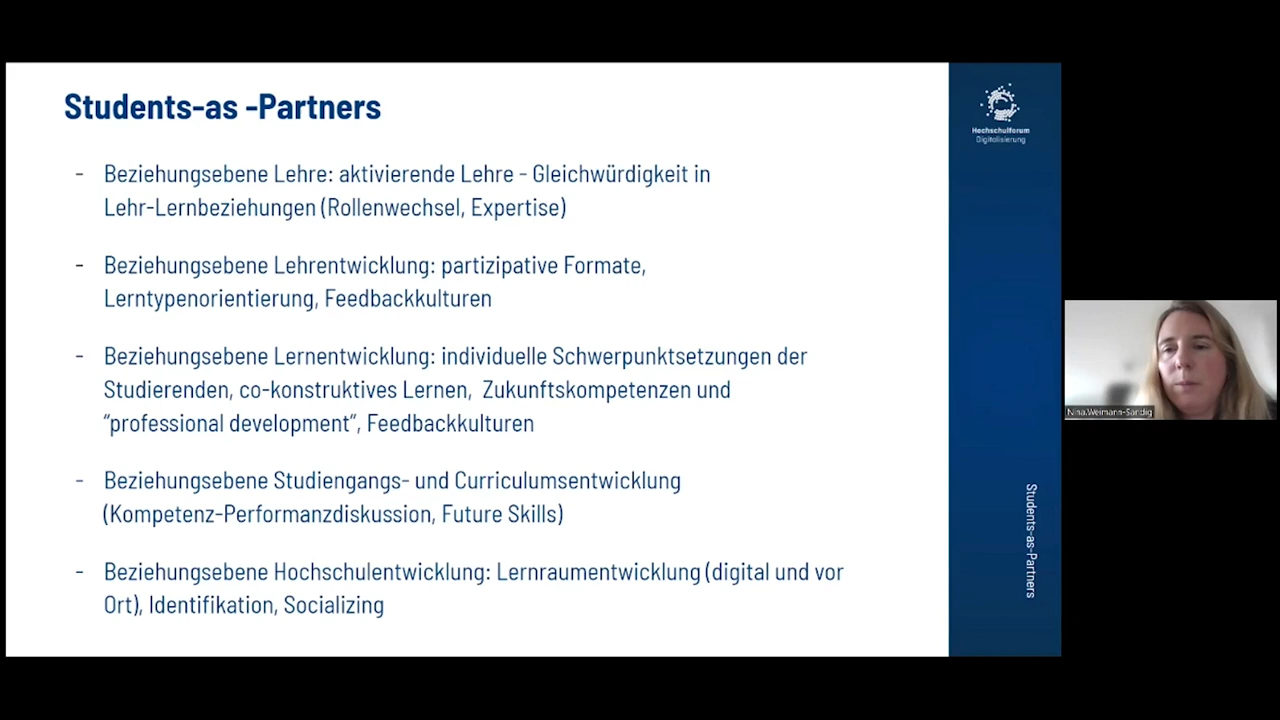 Students-as -Partners
- Beziehungsebene Lehre: aktivierende Lehre - Gleichwürdigkeit in
Lehr-Lernbeziehungen (Rollenwechsel, Expertise)
- Beziehungsebene Lehrentwicklung: partizipative Formate,
Lerntypenorientierung, Feedbackkulturen
- Beziehungsebene Lernentwicklung: individuelle Schwerpunktsetzungen der
Studierenden, co-konstruktives Lernen, Zukunftskompetenzen und
“professional development”, Feedbackkulturen
- Beziehungsebene Studiengangs- und Curriculumsentwicklung
(Kompetenz-Performanzdiskussion, Future Skills)
- Beziehungsebene Hochschulentwicklung: Lernraumentwicklung (digital und vor
Ort), Identifikation, Socializing
Hochschulforum
Digitalisierung
Students-as-Partners
Nina.Weimann-Sandig